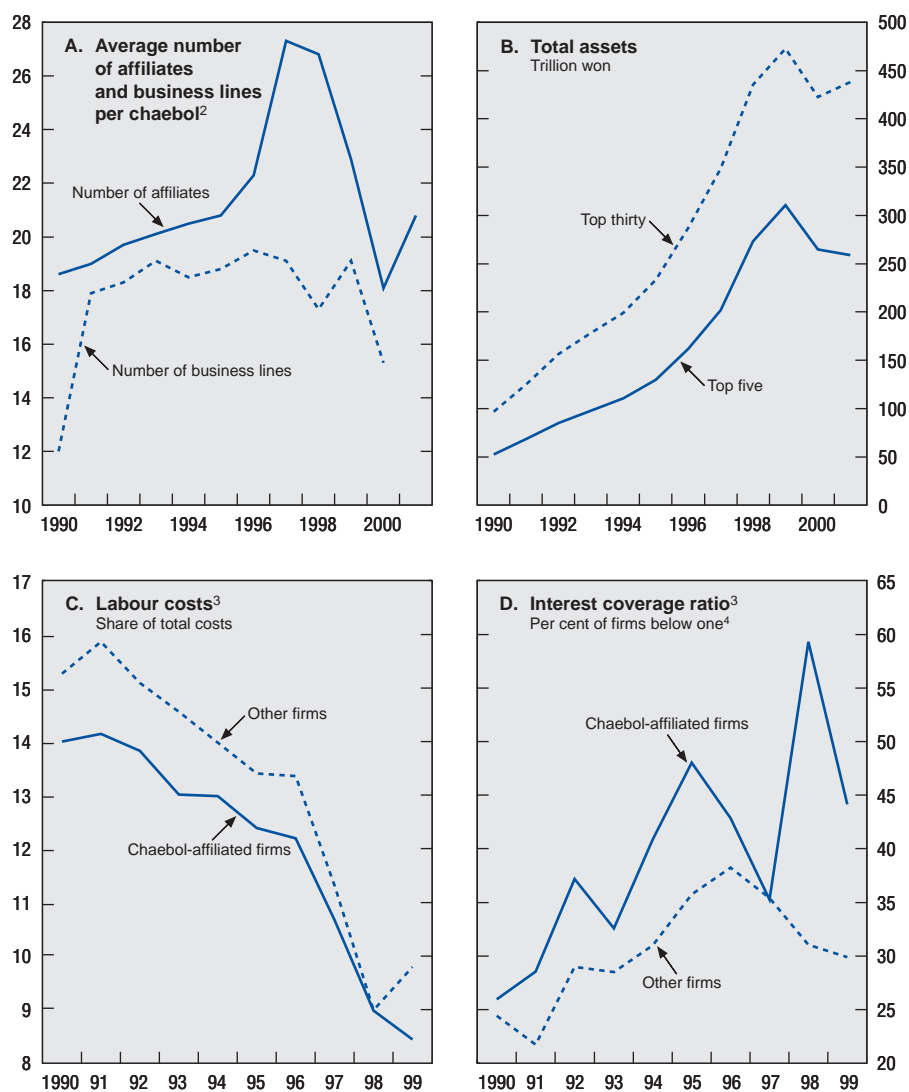 A. Average number
of affiliates
and business lines
per chaebol²
Number of affiliates
Number of business lines
28
26
24
22
20
18
16
14
12
10
1990 1992 1994 1996 1998 2000
B. Total assets
Trillion won
Top thirty
Top five
500
450
400
350
300
250
200
150
100
50
0
1990 1992 1994 1996 1998 2000
C. Labour costs³
Share of total costs
Other firms
Chaebol-affiliated firms
17
16
15
14
13
12
11
10
9
8
1990 91 92 93 94 95 96 97 98 99
D. Interest coverage ratio³
Per cent of firms below one⁴
Chaebol-affiliated firms
Other firms
65
60
55
50
45
40
35
30
25
20
1990 91 92 93 94 95 96 97 98 99